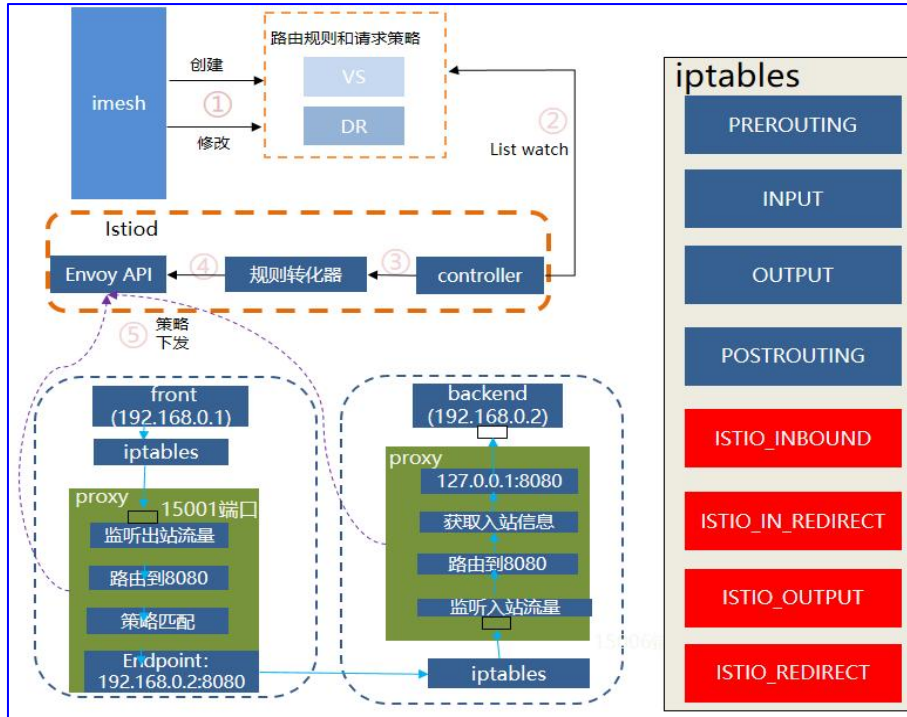 路由规则和请求策略
创建
imesh
①
修改
VS
DR
②
List watch
Istiod
Envoy API
④
规则转化器
③
controller
⑤
策略
下发
front
(192.168.0.1)
iptables
proxy
15001端口
监听出站流量
路由到8080
策略匹配
Endpoint:
192.168.0.2:8080
backend
(192.168.0.2)
proxy
127.0.0.1:8080
获取入站信息
路由到8080
监听入站流量
iptables
iptables
PREROUTING
INPUT
OUTPUT
POSTROUTING
ISTIO_INBOUND
ISTIO_IN_REDIRECT
ISTIO_OUTPUT
ISTIO_REDIRECT